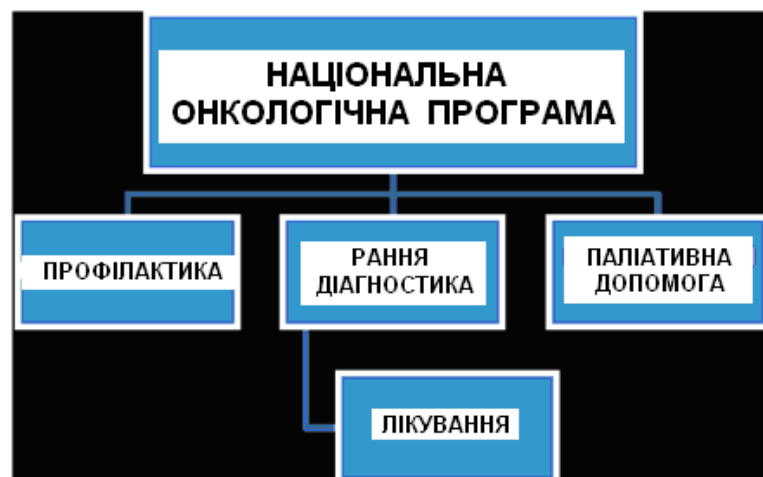 НАЦІОНАЛЬНА
ОНКОЛОГІЧНА ПРОГРАМА
ПРОФІЛАКТИКА
РАННЯ
ДІАГНОСТИКА
ПАЛІАТИВНА
ДОПОМОГА
ЛІКУВАННЯ